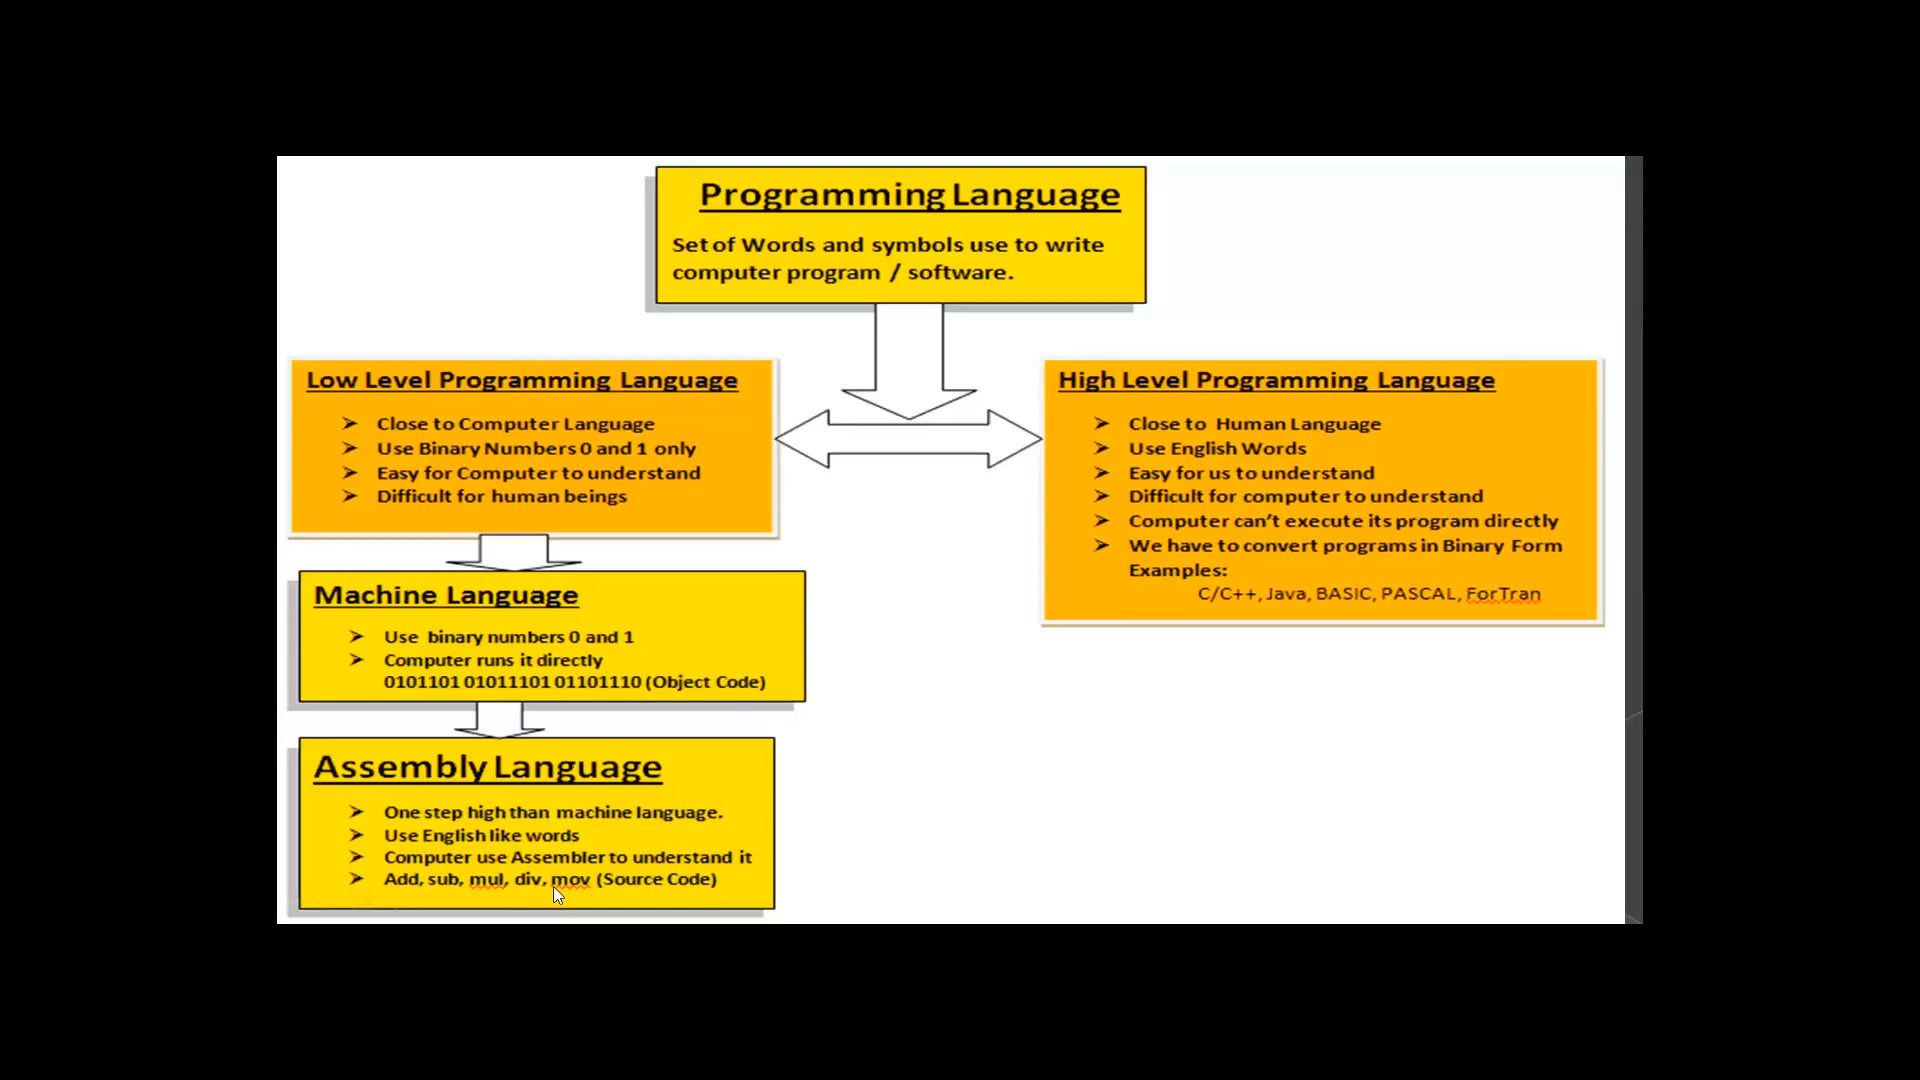 Programming Language
Set of Words and symbols use to write
computer program / software.
Low Level Programming Language
➤ Close to Computer Language
➤ Use Binary Numbers 0 and 1 only
➤ Easy for Computer to understand
➤ Difficult for human beings
High Level Programming Language
➤ Close to Human Language
➤ Use English Words
➤ Easy for us to understand
➤ Difficult for computer to understand
➤ Computer can't execute its program directly
➤ We have to convert programs in Binary Form
Examples:
C/C++, Java, BASIC, PASCAL, ForTran
Machine Language
➤ Use binary numbers 0 and 1
➤ Computer runs it directly
0101101 01011101 01101110 (Object Code)
Assembly Language
➤ One step high than machine language.
➤ Use English like words
➤ Computer use Assembler to understand it
➤ Add, sub, mul, div, mov (Source Code)